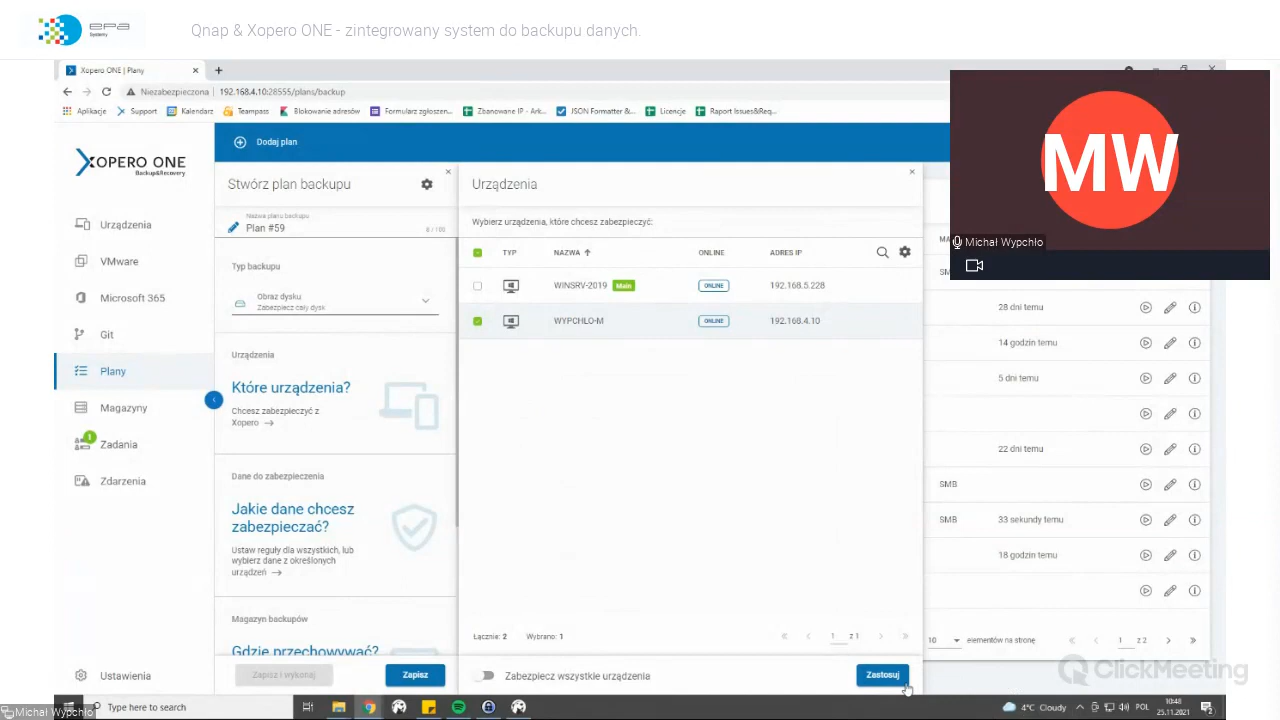 epa
Systemy
Qnap & Xopero ONE - zintegrowany system do backupu danych.
Xopero ONE | Plany
Niezabezpieczona
192.168.4.10:28555/plans/backup
Aplikacje
Support
Kalendarz
Teampass
Blokowanie adresów
Formularz zgłoszen...
Zbanowane IP - Ark...
JSON Formatter &...
Licencje
Raport Issues&Req...
XOPERO ONE
Backup&Recovery
Urządzenia
VMware
Microsoft 365
Git
Plany
Magazyny
1
Zadania
Zdarzenia
Ustawienia
Dodaj plan
Stwórz plan backupu
Nazwa planu backupu
Plan #59
8 / 100
Typ backupu
Obraz dysku
Zabezpiecz cały dysk
Urządzenia
Które urządzenia?
Chcesz zabezpieczyć z
Xopero
Dane do zabezpieczenia
Jakie dane chcesz
zabezpieczać?
Ustaw reguły dla wszystkich, lub
wybierz dane z określonych
urządzeń
Magazyn backupów
Gdzie przechowywać?
Zapisz i wykonaj
Zapisz
Urządzenia
Wybierz urządzenia, które chcesz zabezpieczyć:
TYP
NAZWA
ONLINE
ADRES IP
WINSRV-2019
Main
ONLINE
192.168.5.228
WYPCHLO-M
ONLINE
192.168.4.10
Łącznie: 2
Wybrano: 1
1
z 1
Zabezpiecz wszystkie urządzenia
Zastosuj
28 dni temu
14 godzin temu
5 dni temu
22 dni temu
SMB
SMB
33 sekundy temu
18 godzin temu
10
elementów na stronę
1
z 2
MW
Michał Wypchło
ClickMeeting
Michał Wypchło
Type here to search
4°C Cloudy
POL
10:48
25.11.2021
2